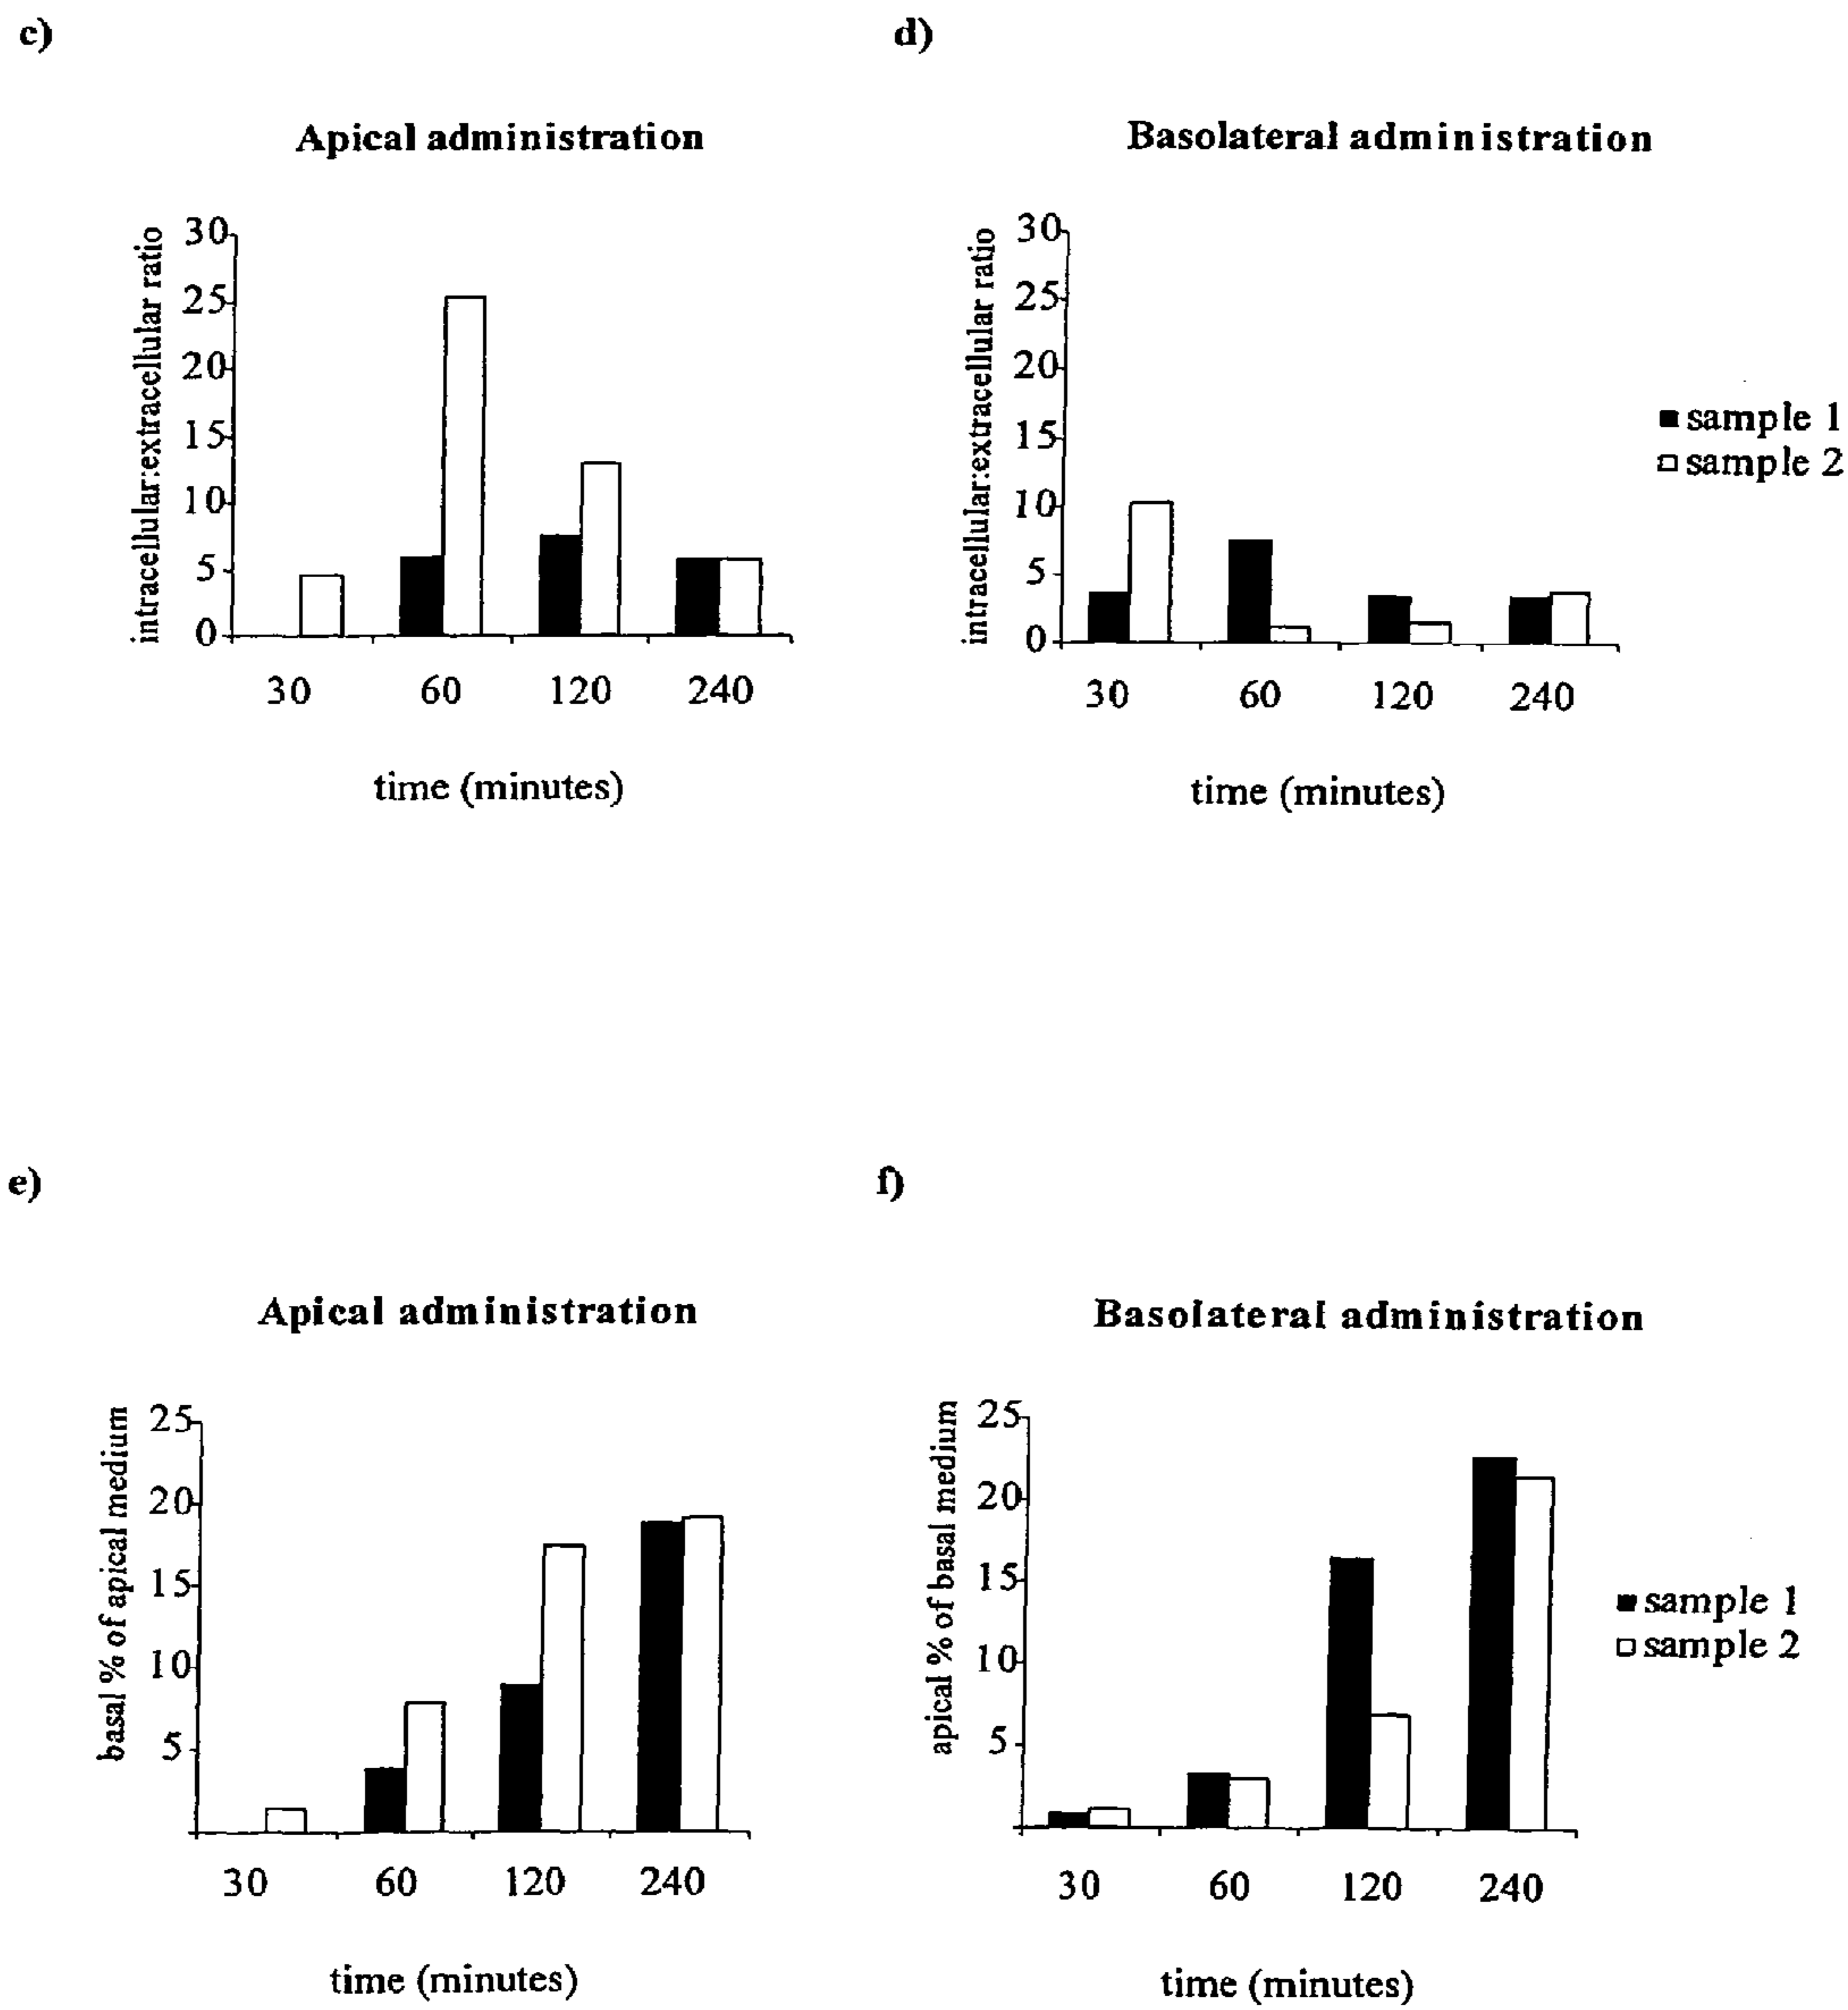 c)
Apical administration
intracellular:extracellular ratio
30
25
20
15
10
5
0
30 60 120 240
time (minutes)
d)
Basolateral administration
intracellular:extracellular ratio
30
25
20
15
10
5
0
30 60 120 240
time (minutes)
sample 1
sample 2
e)
Apical administration
basal % of apical medium
25
20
15
10
5
30 60 120 240
time (minutes)
f)
Basolateral administration
apical % of basal medium
25
20
15
10
5
30 60 120 240
time (minutes)
sample 1
sample 2